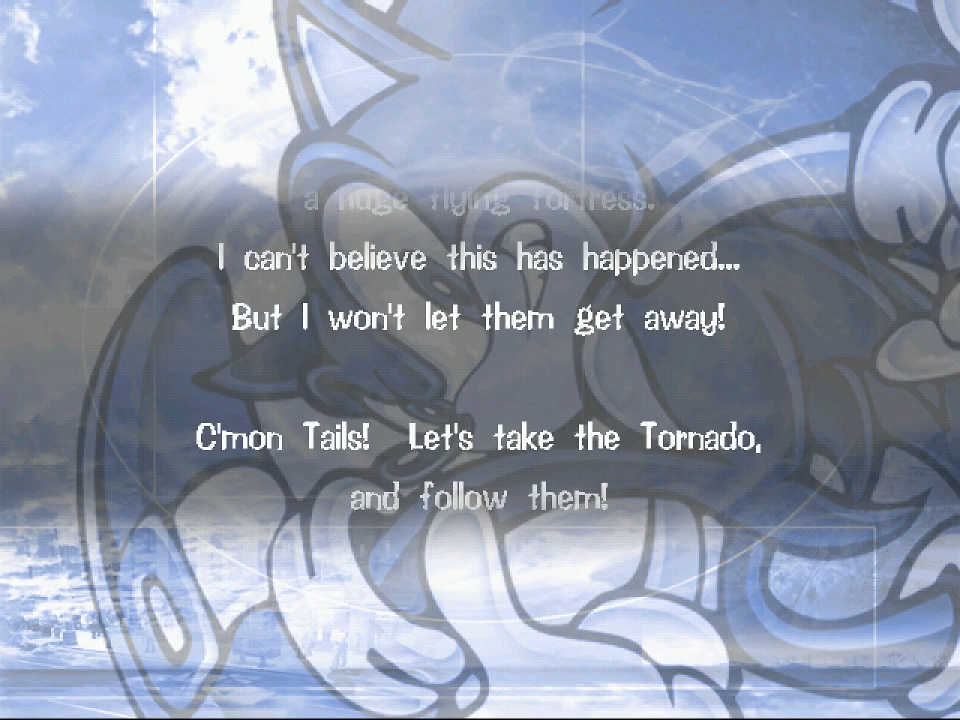 a huge flying fortress.
I can't believe this has happened...
But I won't let them get away!
C'mon Tails! Let's take the Tornado,
and follow them!